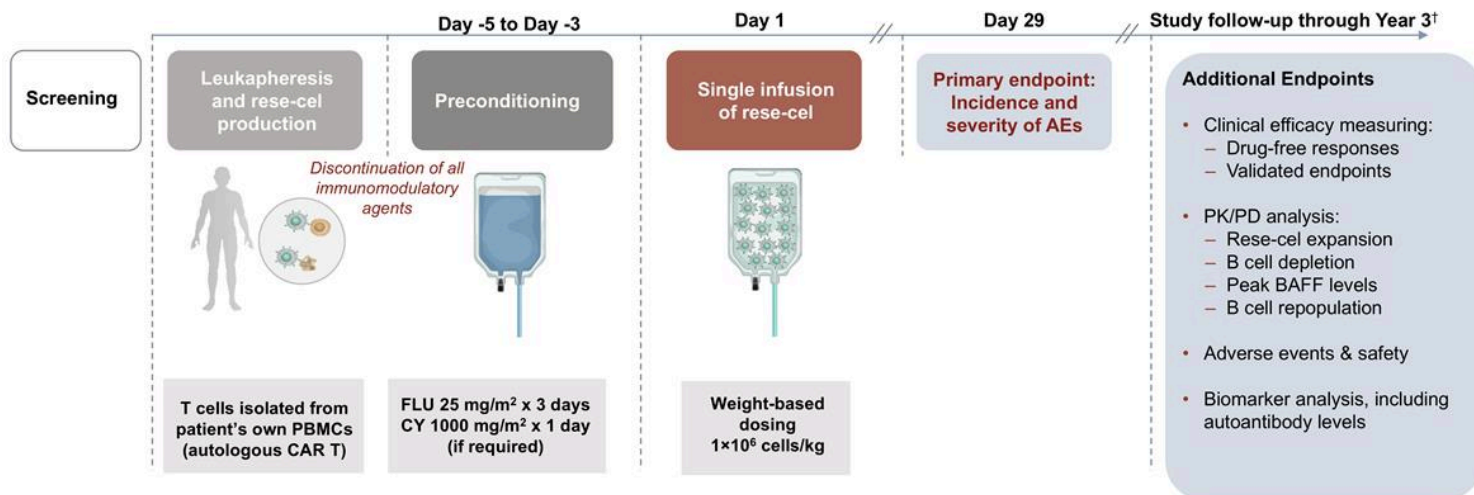 Day -5 to Day -3
Day 1
Day 29
Study follow-up through Year 3†
Screening
Leukapheresis
and rese-cel
production
Preconditioning
Single infusion
of rese-cel
Primary endpoint:
Incidence and
severity of AEs
Discontinuation of all
immunomodulatory
agents
T cells isolated from
patient's own PBMCs
(autologous CAR T)
FLU 25 mg/m² x 3 days
CY 1000 mg/m² x 1 day
(if required)
Weight-based
dosing
1×10⁶ cells/kg
Additional Endpoints
• Clinical efficacy measuring:
– Drug-free responses
– Validated endpoints
• PK/PD analysis:
– Rese-cel expansion
– B cell depletion
– Peak BAFF levels
– B cell repopulation
• Adverse events & safety
• Biomarker analysis, including
autoantibody levels